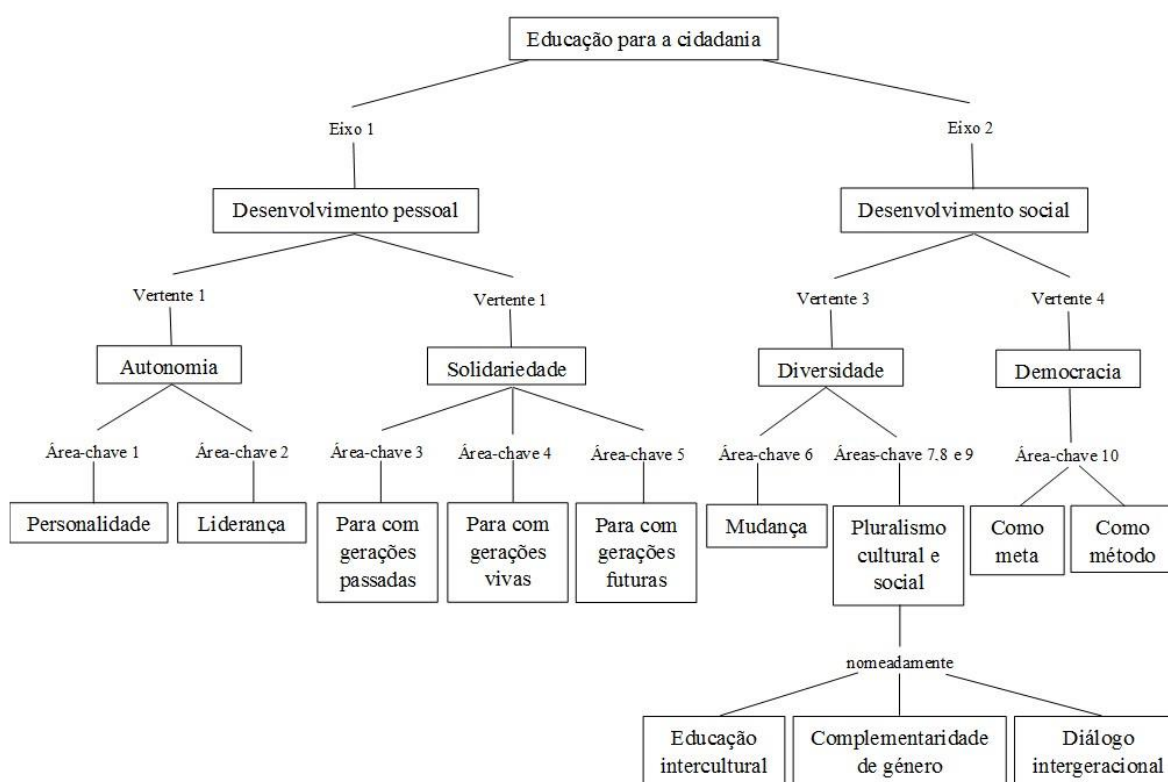 Educação para a cidadania
Eixo 1
Eixo 2
Desenvolvimento pessoal
Desenvolvimento social
Vertente 1
Vertente 1
Vertente 3
Vertente 4
Autonomia
Solidariedade
Diversidade
Democracia
Área-chave 1
Área-chave 2
Área-chave 3
Área-chave 4
Área-chave 5
Área-chave 6
Áreas-chave 7,8 e 9
Área-chave 10
Personalidade
Liderança
Para com
gerações
passadas
Para com
gerações
vivas
Para com
gerações
futuras
Mudança
Pluralismo
cultural e
social
Como
meta
Como
método
nomeadamente
Educação
intercultural
Complementaridade
de género
Diálogo
intergeracional